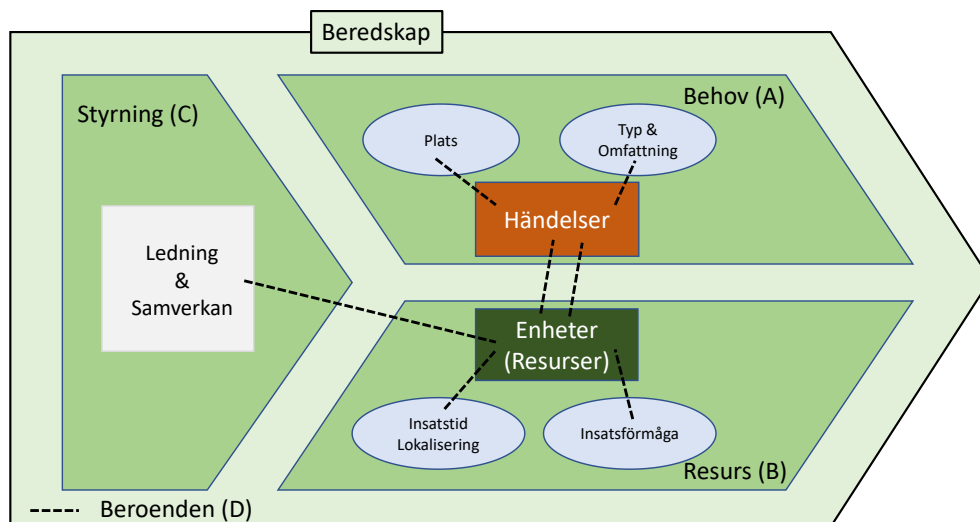 Beredskap
Styrning (C)
Behov (A)
Plats
Typ &
Omfattning
Händelser
Ledning
&
Samverkan
Enheter
(Resurser)
Insatstid
Lokalisering
Insatsförmåga
Resurs (B)
Beroenden (D)